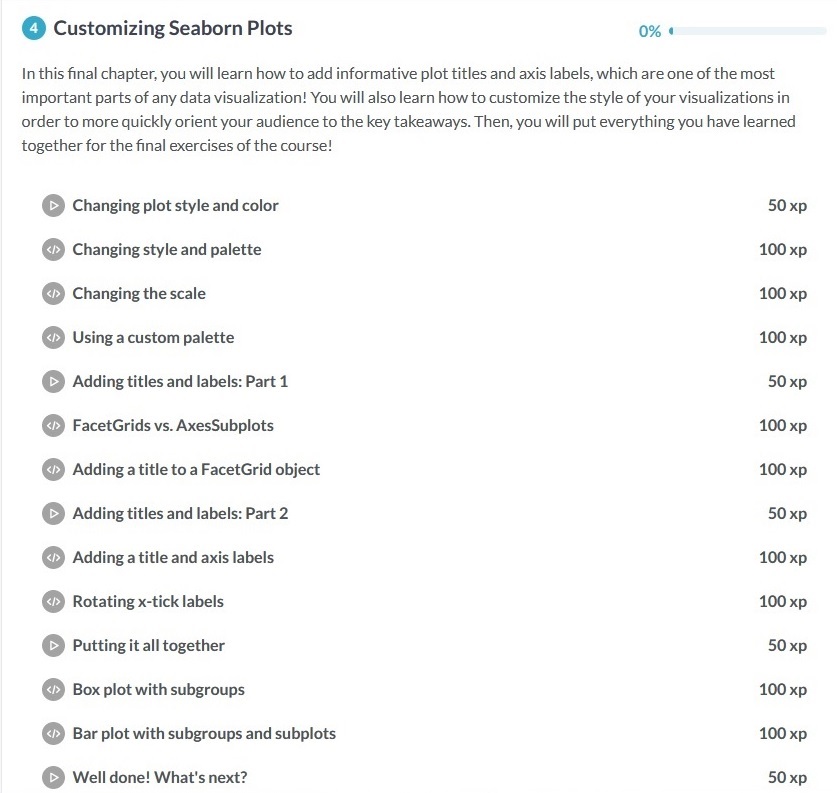 4 Customizing Seaborn Plots 0%
In this final chapter, you will learn how to add informative plot titles and axis labels, which are one of the most
important parts of any data visualization! You will also learn how to customize the style of your visualizations in
order to more quickly orient your audience to the key takeaways. Then, you will put everything you have learned
together for the final exercises of the course!
Changing plot style and color 50 xp
</> Changing style and palette 100 xp
</> Changing the scale 100 xp
</> Using a custom palette 100 xp
Adding titles and labels: Part 1 50 xp
</> FacetGrids vs. AxesSubplots 100 xp
</> Adding a title to a FacetGrid object 100 xp
Adding titles and labels: Part 2 50 xp
</> Adding a title and axis labels 100 xp
</> Rotating x-tick labels 100 xp
Putting it all together 50 xp
</> Box plot with subgroups 100 xp
</> Bar plot with subgroups and subplots 100 xp
Well done! What's next? 50 xp